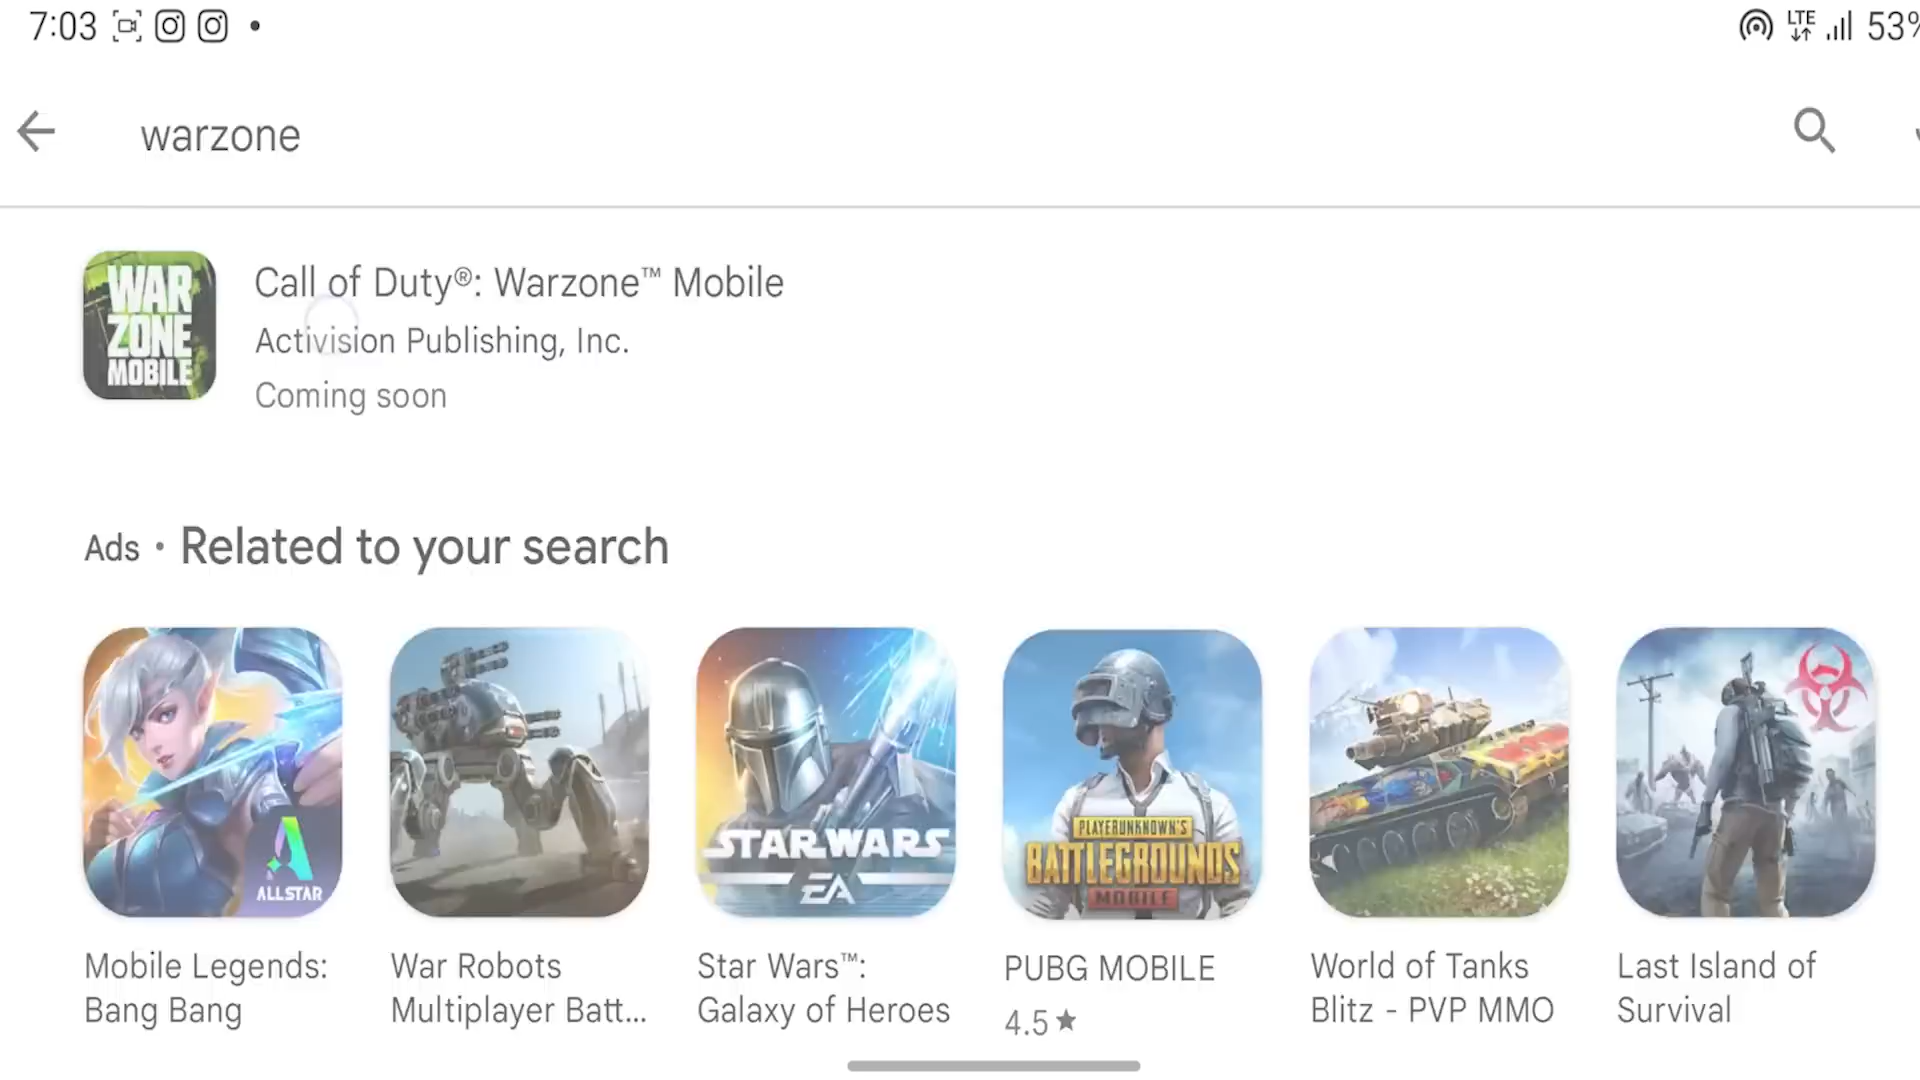 7:03 LTE 53%
warzone
WAR
ZONE
MOBILE
Call of Duty®: Warzone™ Mobile
Activision Publishing, Inc.
Coming soon
Ads • Related to your search
ALLSTAR
STAR WARS
EA
PLAYERUNKNOWN'S
BATTLEGROUNDS
MOBILE
Mobile Legends:
Bang Bang
War Robots
Multiplayer Batt...
Star Wars™:
Galaxy of Heroes
PUBG MOBILE
4.5★
World of Tanks
Blitz - PVP MMO
Last Island of
Survival